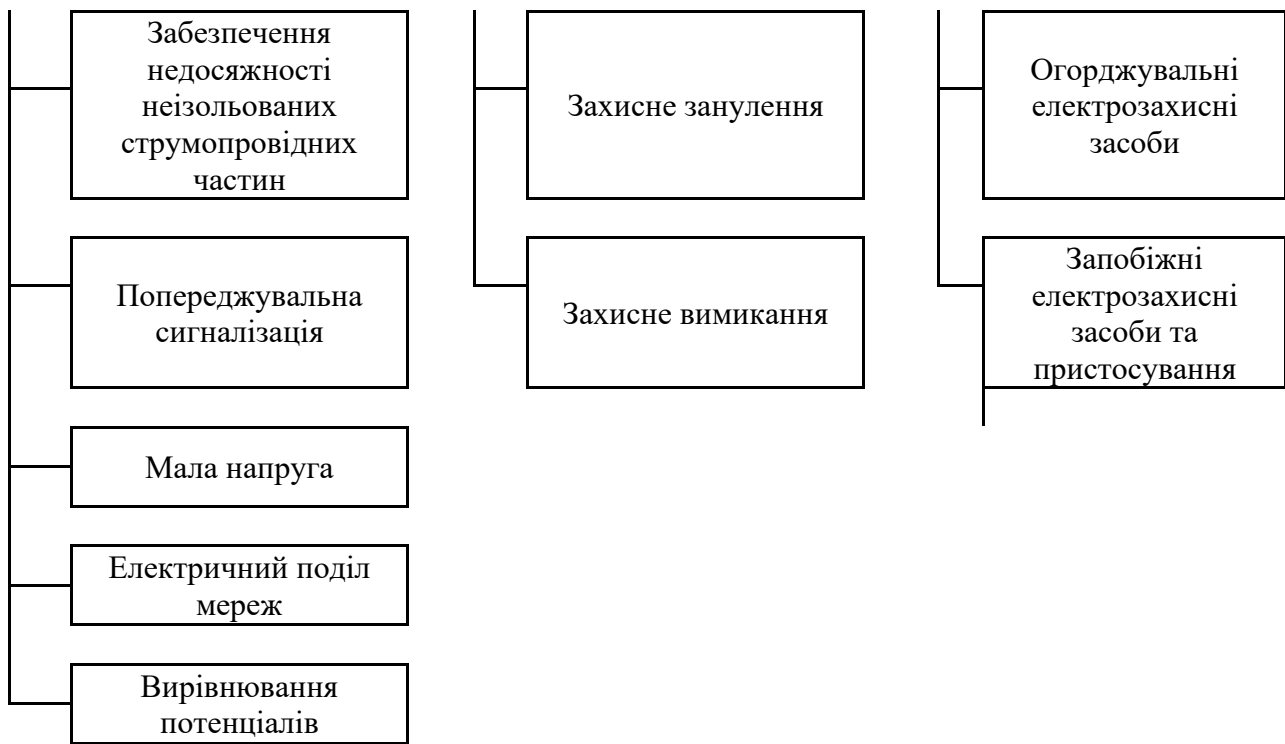 Забезпечення
недосяжності
неізольованих
струмопровідних
частин
Захисне занулення
Огорджувальні
електрозахисні
засоби
Попереджувальна
сигналізація
Захисне вимикання
Запобіжні
електрозахисні
засоби та
пристосування
Мала напруга
Електричний поділ
мереж
Вирівнювання
потенціалів